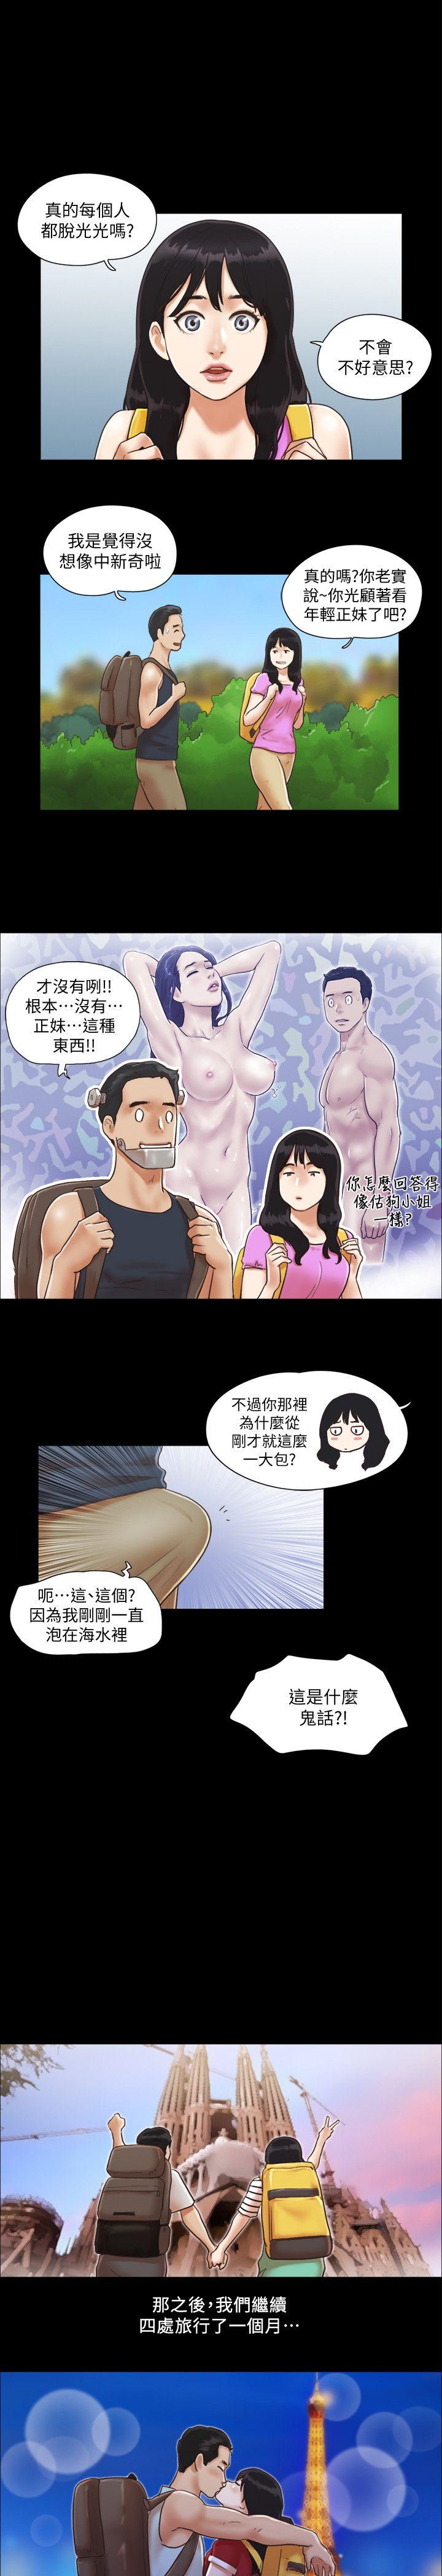 真的每個人
都脫光光嗎?
不會
不好意思?
我是覺得沒
想像中新奇啦
真的嗎?你老實
說~你光顧著看
年輕正妹了吧?
才沒有咧!!
根本⋯沒有⋯
正妹⋯這種
東西!!
你怎麼回答得
像估狗小姐
一樣?
不過你那裡
為什麼從
剛才就這麼
一大包?
呃⋯這、這個?
因為我剛剛一直
泡在海水裡
這是什麼
鬼話?!
那之後,我們繼續
四處旅行了一個月⋯